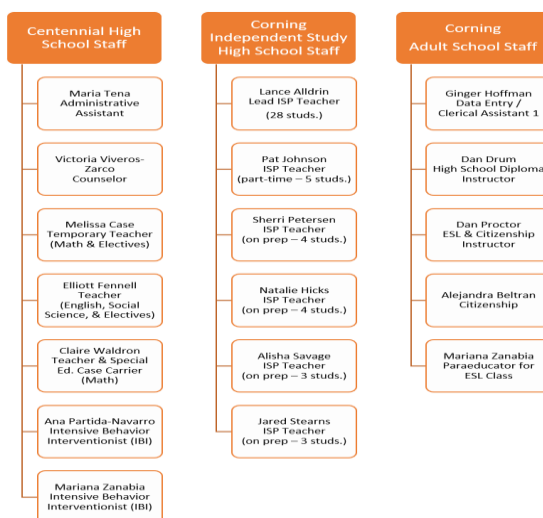 Centennial High
School Staff
Maria Tena
Administrative
Assistant
Victoria Viveros-
Zarco
Counselor
Melissa Case
Temporary Teacher
(Math & Electives)
Elliott Fennell
Teacher
(English, Social
Science, & Electives)
Claire Waldron
Teacher & Special
Ed. Case Carrier
(Math)
Ana Partida-Navarro
Intensive Behavior
Interventionist (IBI)
Mariana Zanabia
Intensive Behavior
Interventionist (IBI)
Corning
Independent Study
High School Staff
Lance Alldrin
Lead ISP Teacher
(28 studs.)
Pat Johnson
ISP Teacher
(part-time – 5 studs.)
Sherri Petersen
ISP Teacher
(on prep – 4 studs.)
Natalie Hicks
ISP Teacher
(on prep – 4 studs.)
Alisha Savage
ISP Teacher
(on prep – 3 studs.)
Jared Stearns
ISP Teacher
(on prep – 3 studs.)
Corning
Adult School Staff
Ginger Hoffman
Data Entry /
Clerical Assistant 1
Dan Drum
High School Diploma
Instructor
Dan Proctor
ESL & Citizenship
Instructor
Alejandra Beltran
Citizenship
Mariana Zanabia
Paraeducator for
ESL Class